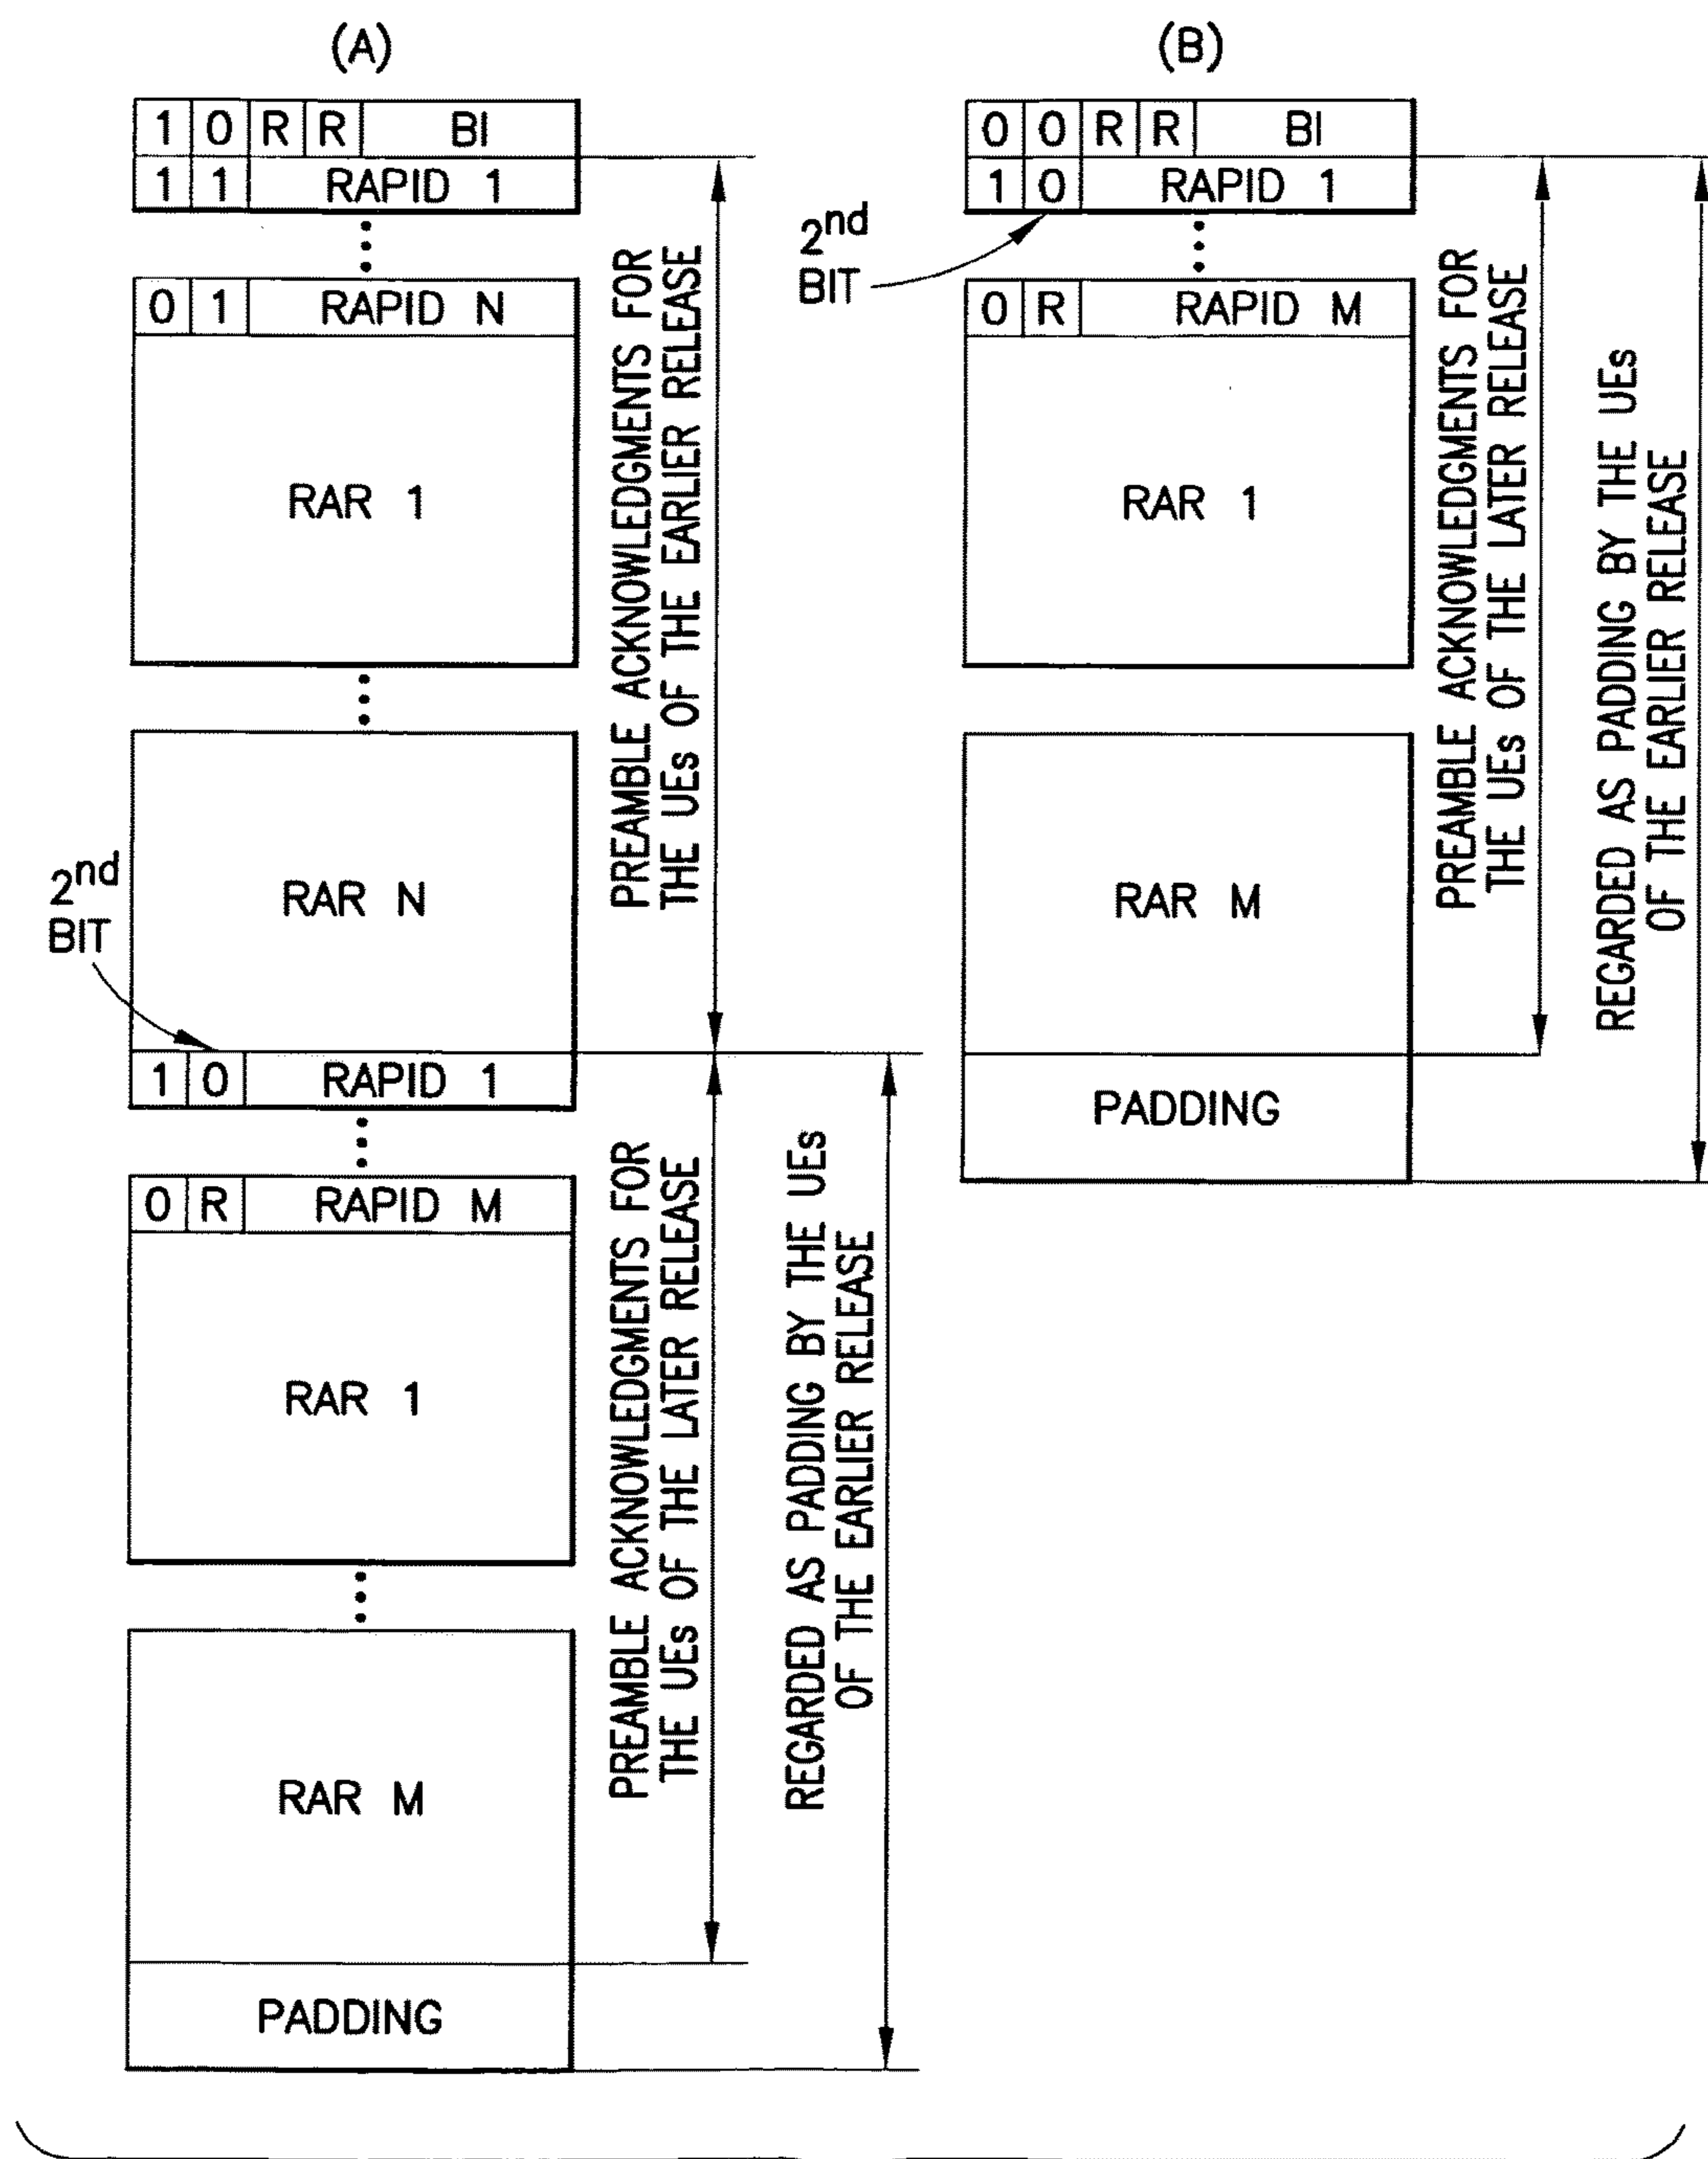 (A)
1 0 R R BI
1 1 RAPID 1
0 1 RAPID N
RAR 1
RAR N
2nd
BIT
1 0 RAPID 1
0 R RAPID M
RAR 1
RAR M
PADDING
PREAMBLE ACKNOWLEDGMENTS FOR
THE UEs OF THE EARLIER RELEASE
PREAMBLE ACKNOWLEDGMENTS FOR
THE UEs OF THE LATER RELEASE
REGARDED AS PADDING BY THE UEs
OF THE EARLIER RELEASE
(B)
0 0 R R BI
1 0 RAPID 1
2nd
BIT
0 R RAPID M
RAR 1
RAR M
PADDING
PREAMBLE ACKNOWLEDGMENTS FOR
THE UEs OF THE LATER RELEASE
REGARDED AS PADDING BY THE UEs
OF THE EARLIER RELEASE